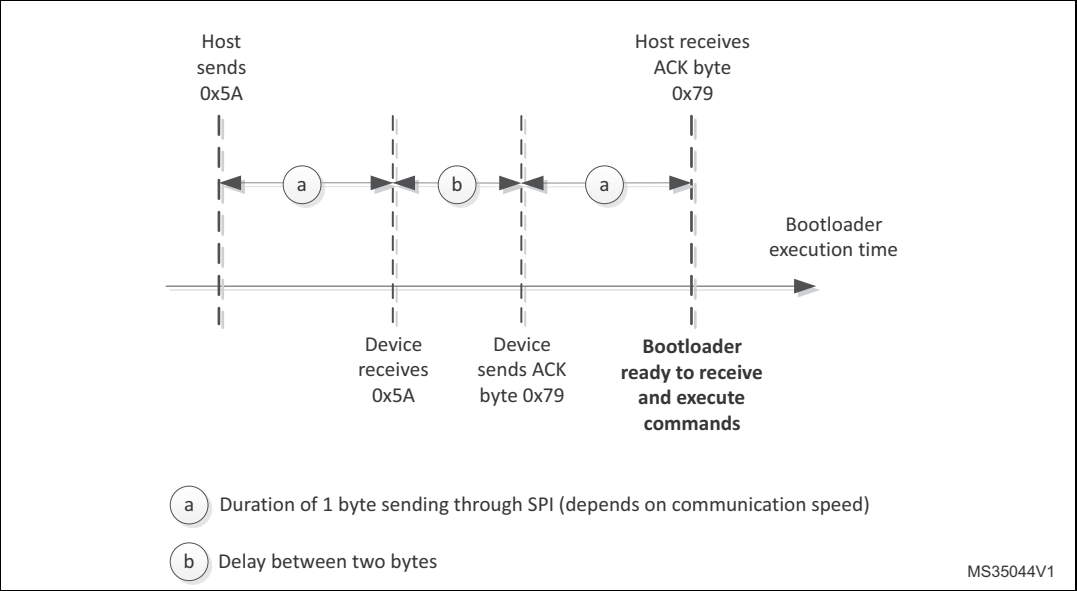 Host
sends
0x5A
Host receives
ACK byte
0x79
a
b
a
Bootloader
execution time
Device
receives
0x5A
Device
sends ACK
byte 0x79
Bootloader
ready to receive
and execute
commands
a Duration of 1 byte sending through SPI (depends on communication speed)
b Delay between two bytes
MS35044V1